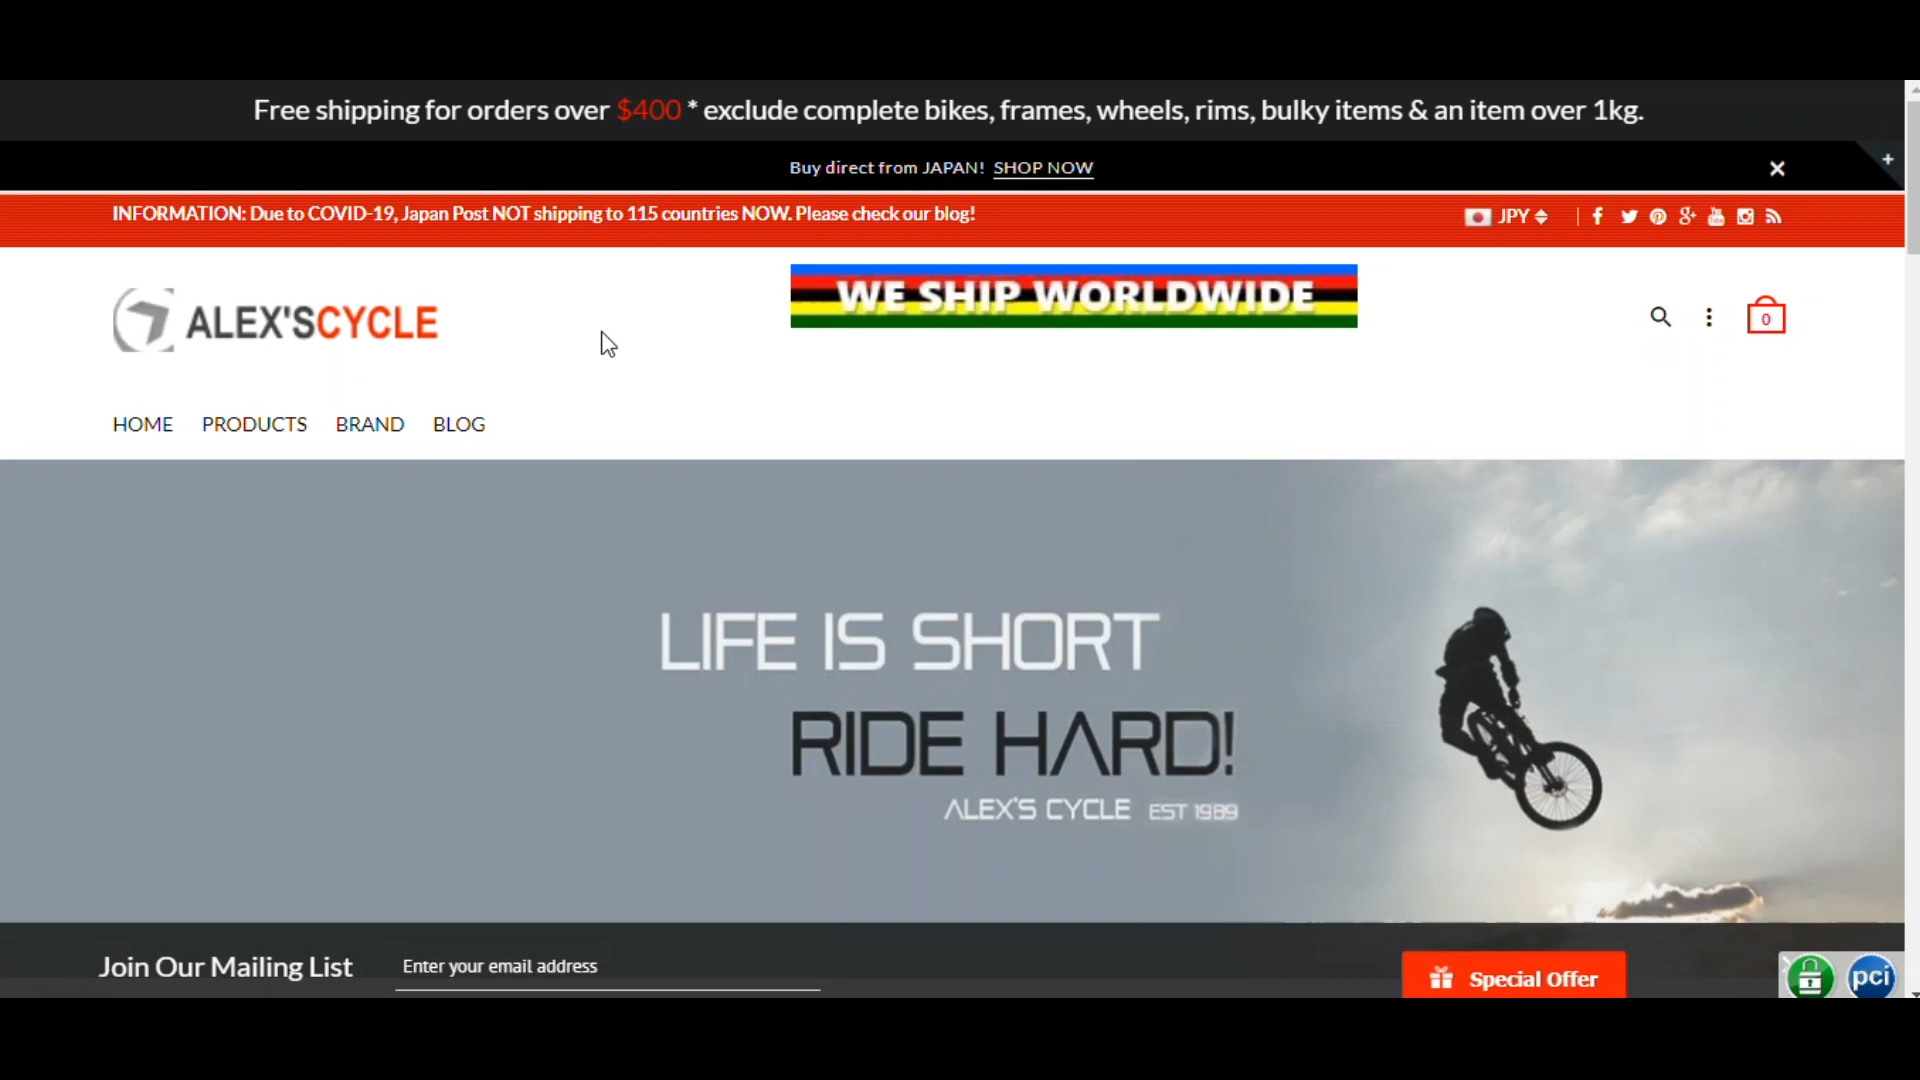 Free shipping for orders over $400 * exclude complete bikes, frames, wheels, rims, bulky items & an item over 1kg.
Buy direct from JAPAN! SHOP NOW
INFORMATION: Due to COVID-19, Japan Post NOT shipping to 115 countries NOW. Please check our blog!
JPY
ALEX'SCYCLE
WE SHIP WORLDWIDE
0
HOME PRODUCTS BRAND BLOG
LIFE IS SHORT
RIDE HARD!
ALEX'S CYCLE EST 1989
Join Our Mailing List
Enter your email address
Special Offer
pci